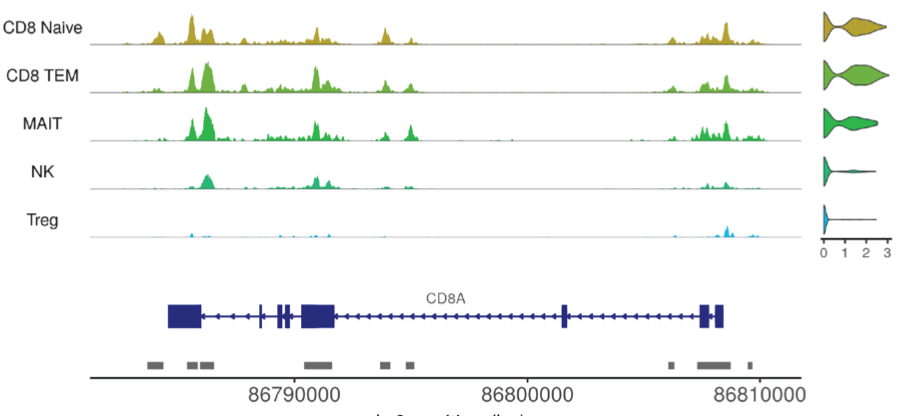 CD8 Naive
CD8 TEM
MAIT
NK
Treg
0 1 2 3
CD8A
86790000 86800000 86810000